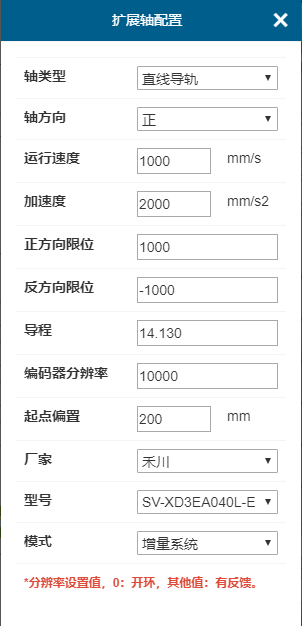 扩展轴配置 ×
轴类型 直线导轨
轴方向 正
运行速度 1000 mm/s
加速度 2000 mm/s2
正方向限位 1000
反方向限位 -1000
导程 14.130
编码器分辨率 10000
起点偏置 200 mm
厂家 禾川
型号 SV-XD3EA040L-E
模式 增量系统
*分辨率设置值，0：开环，其他值：有反馈。